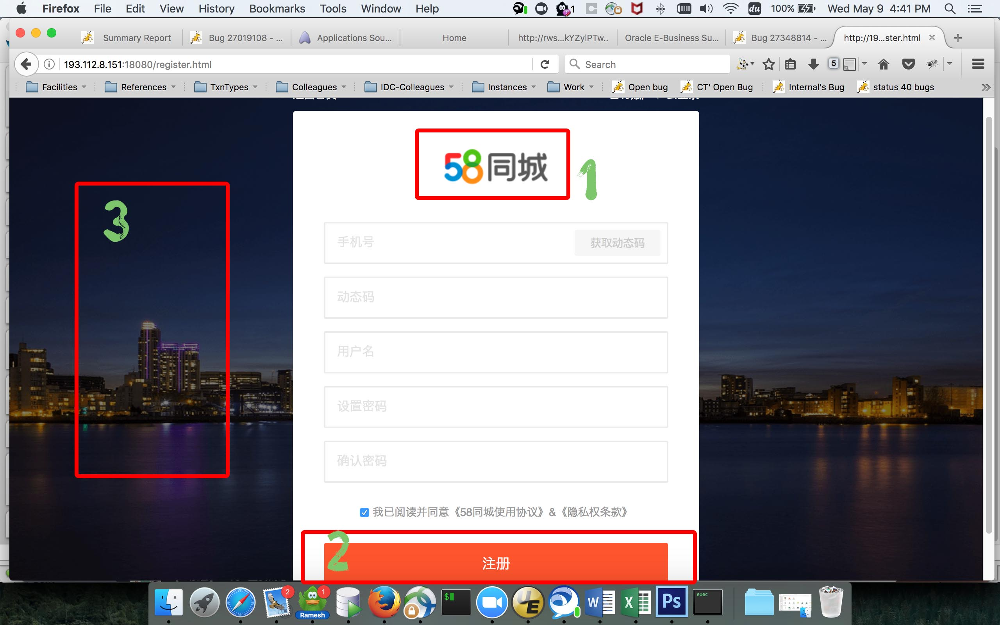 Firefox File Edit View History Bookmarks Tools Window Help 1 du 100% Wed May 9 4:41 PM
Summary Report Bug 27019108 - ... Applications Sou... Home http://rws...kYZylPTw.. Oracle E-Business Su... Bug 27348814 - ... http://19...ster.html
193.112.8.151:18080/register.html Search 5
Facilities References TxnTypes Colleagues IDC-Colleagues Instances Work Open bug CT' Open Bug Internal's Bug status 40 bugs
58同城
1
3
手机号 获取动态码
动态码
用户名
设置密码
确认密码
我已阅读并同意《58同城使用协议》&《隐私权条款》
2
注册
2 1 $ UE W X Ps exec
Ramesh